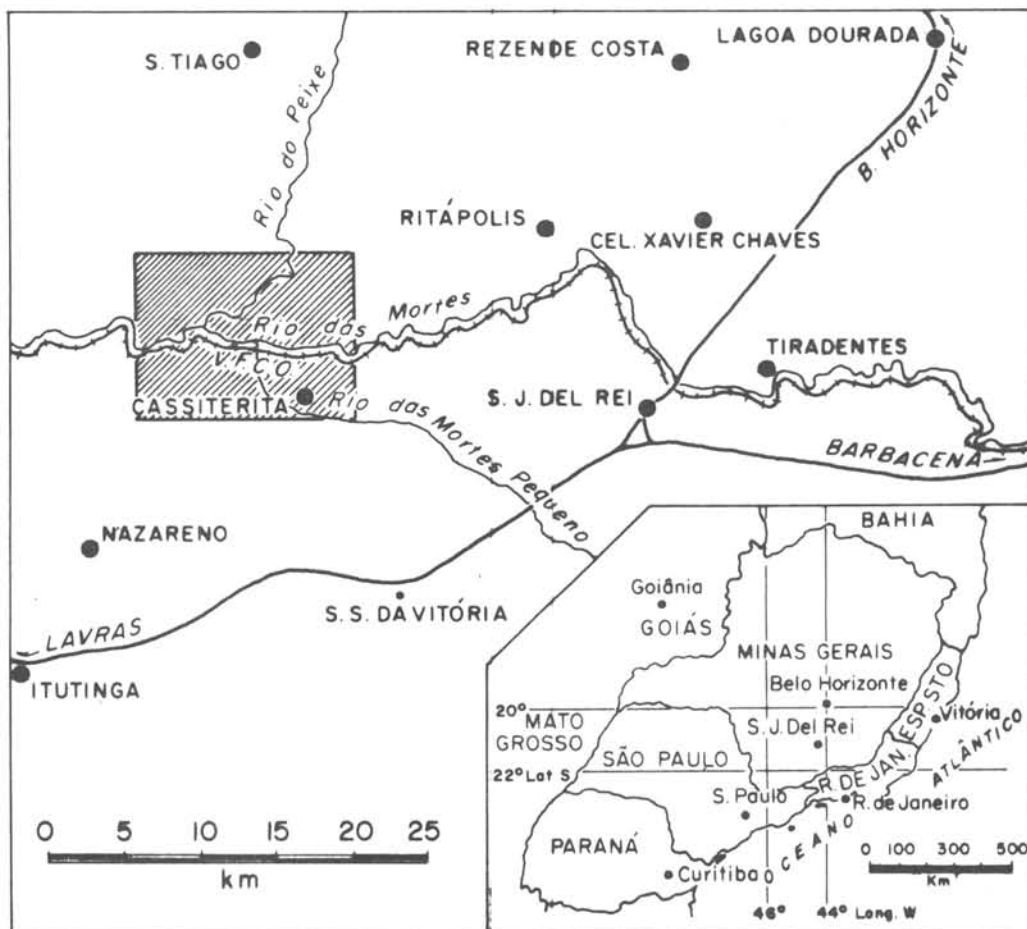 LAGOA DOURADA
REZENDE COSTA
S. TIAGO
Rio do Peixe
B. HORIZONTE
RITÁPOLIS
CEL. XAVIER CHAVES
Rio das Mortes
V.F.C.O
TIRADENTES
CASSITERITA
S. J. DEL REI
Rio das Mortes Pequeno
BARBACENA
NAZARENO
S. S. DA VITÓRIA
LAVRAS
ITUTINGA
0 5 10 15 20 25
km
BAHIA
Goiânia
GOIÁS
MINAS GERAIS
Belo Horizonte
20°
MATO
GROSSO
S. J. Del Rei
ESP. STO
Vitória
SÃO PAULO
22° Lat S
R. DE JAN.
ATLÂNTICO
S. Paulo
R. de Janeiro
PARANÁ
OCEANO
Curitiba
0 100 300 500
Km
46° 44° Long. W